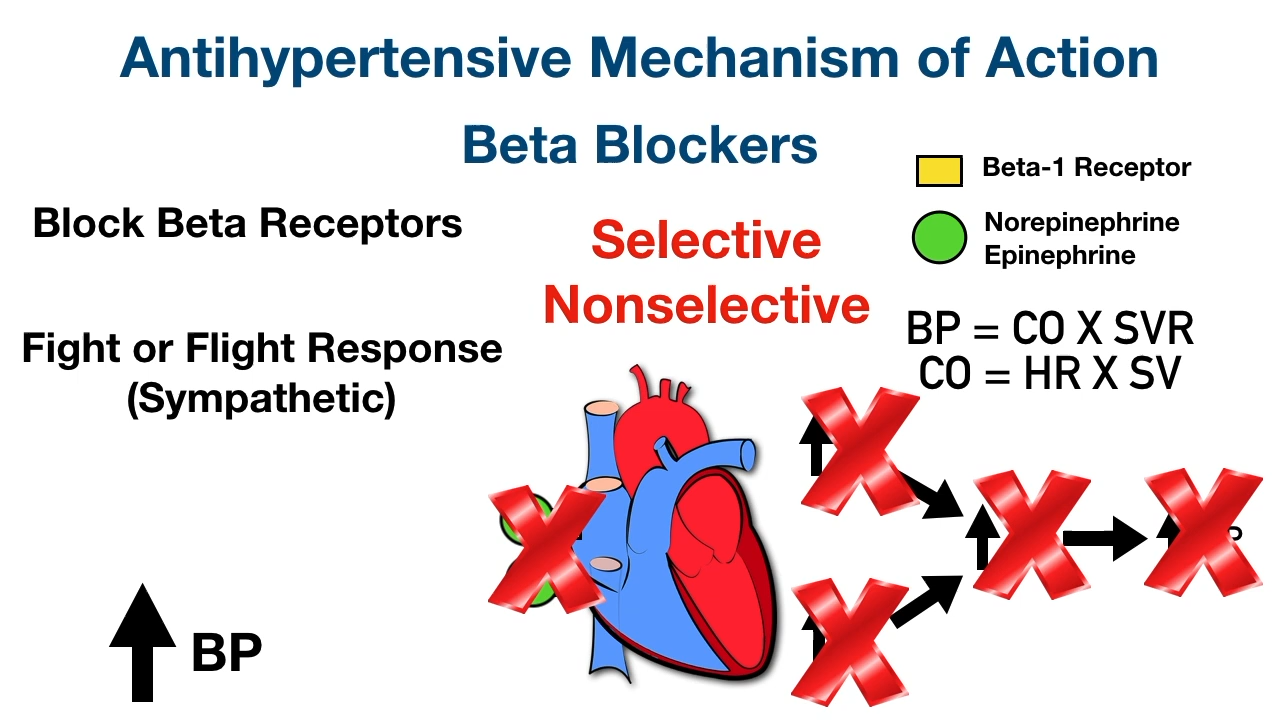 Antihypertensive Mechanism of Action
Beta Blockers
Block Beta Receptors
Fight or Flight Response
(Sympathetic)
BP
Selective
Nonselective
Beta-1 Receptor
Norepinephrine
Epinephrine
BP = CO X SVR
CO = HR X SV